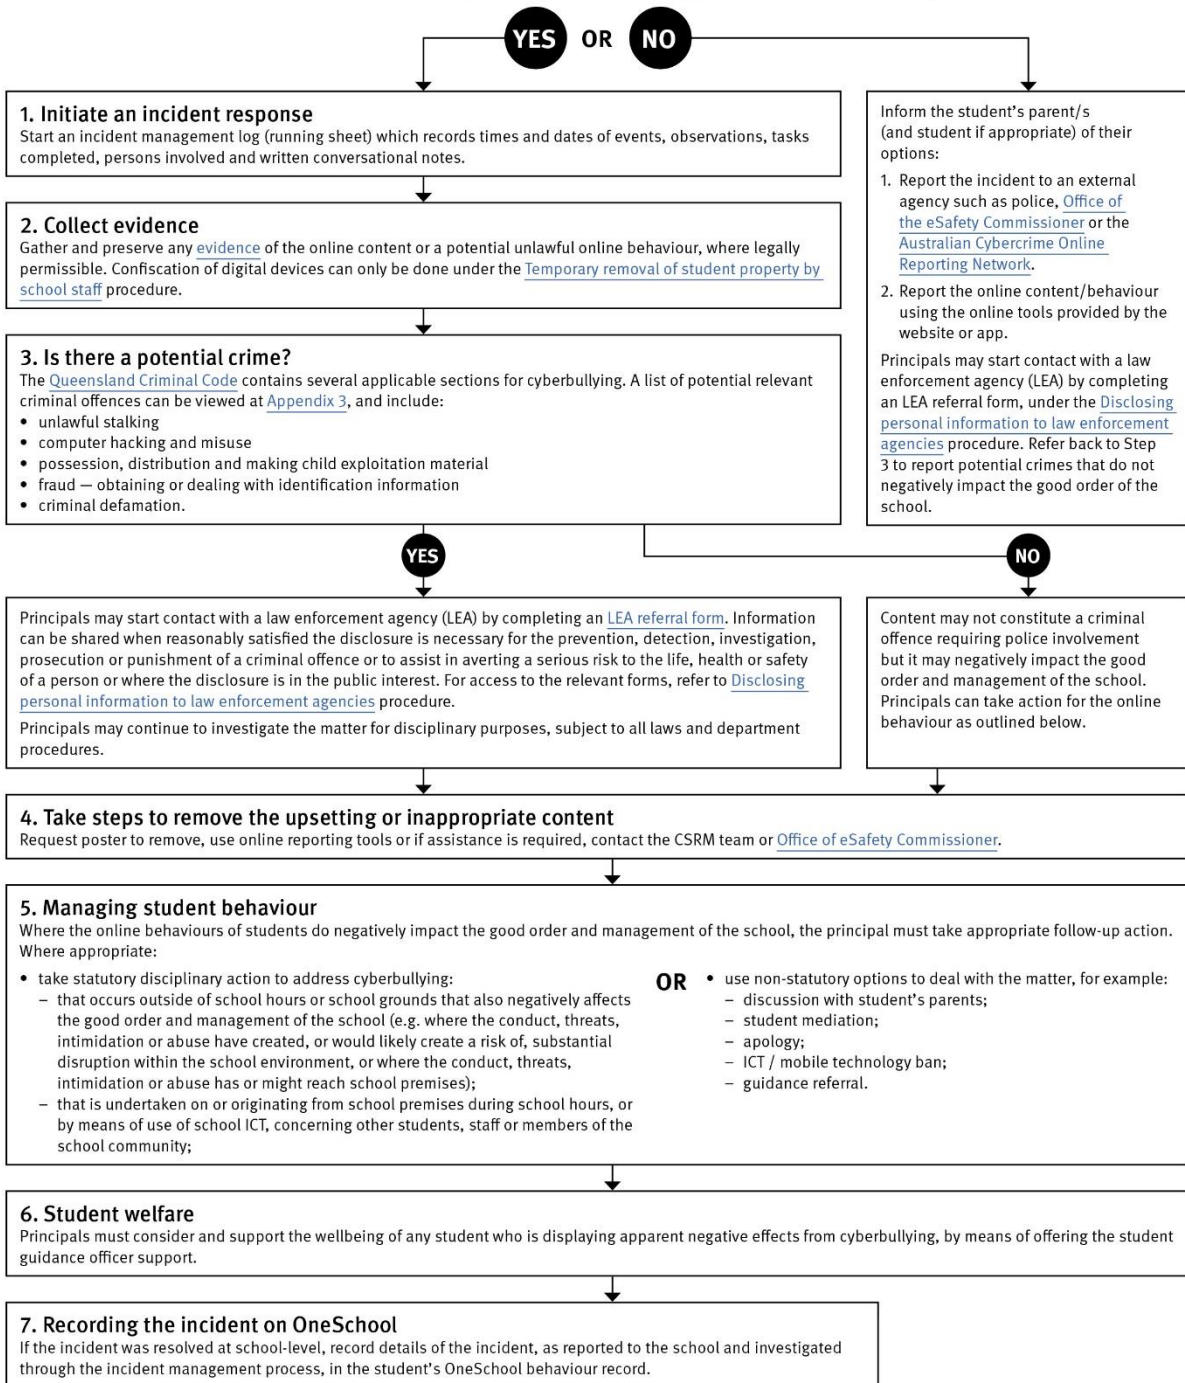 YES OR NO
1. Initiate an incident response
Start an incident management log (running sheet) which records times and dates of events, observations, tasks
completed, persons involved and written conversational notes.
2. Collect evidence
Gather and preserve any evidence of the online content or a potential unlawful online behaviour, where legally
permissible. Confiscation of digital devices can only be done under the Temporary removal of student property by
school staff procedure.
3. Is there a potential crime?
The Queensland Criminal Code contains several applicable sections for cyberbullying. A list of potential relevant
criminal offences can be viewed at Appendix 3, and include:
• unlawful stalking
• computer hacking and misuse
• possession, distribution and making child exploitation material
• fraud — obtaining or dealing with identification information
• criminal defamation.
Inform the student's parent/s
(and student if appropriate) of their
options:
1. Report the incident to an external
agency such as police, Office of
the eSafety Commissioner or the
Australian Cybercrime Online
Reporting Network.
2. Report the online content/behaviour
using the online tools provided by the
website or app.
Principals may start contact with a law
enforcement agency (LEA) by completing
an LEA referral form, under the Disclosing
personal information to law enforcement
agencies procedure. Refer back to Step
3 to report potential crimes that do not
negatively impact the good order of the
school.
YES
NO
Principals may start contact with a law enforcement agency (LEA) by completing an LEA referral form. Information
can be shared when reasonably satisfied the disclosure is necessary for the prevention, detection, investigation,
prosecution or punishment of a criminal offence or to assist in averting a serious risk to the life, health or safety
of a person or where the disclosure is in the public interest. For access to the relevant forms, refer to Disclosing
personal information to law enforcement agencies procedure.
Principals may continue to investigate the matter for disciplinary purposes, subject to all laws and department
procedures.
Content may not constitute a criminal
offence requiring police involvement
but it may negatively impact the good
order and management of the school.
Principals can take action for the online
behaviour as outlined below.
4. Take steps to remove the upsetting or inappropriate content
Request poster to remove, use online reporting tools or if assistance is required, contact the CSRM team or Office of eSafety Commissioner.
5. Managing student behaviour
Where the online behaviours of students do negatively impact the good order and management of the school, the principal must take appropriate follow-up action.
Where appropriate:
• take statutory disciplinary action to address cyberbullying:
– that occurs outside of school hours or school grounds that also negatively affects
the good order and management of the school (e.g. where the conduct, threats,
intimidation or abuse have created, or would likely create a risk of, substantial
disruption within the school environment, or where the conduct, threats,
intimidation or abuse has or might reach school premises);
– that is undertaken on or originating from school premises during school hours, or
by means of use of school ICT, concerning other students, staff or members of the
school community;
OR
• use non-statutory options to deal with the matter, for example:
– discussion with student's parents;
– student mediation;
– apology;
– ICT / mobile technology ban;
– guidance referral.
6. Student welfare
Principals must consider and support the wellbeing of any student who is displaying apparent negative effects from cyberbullying, by means of offering the student
guidance officer support.
7. Recording the incident on OneSchool
If the incident was resolved at school-level, record details of the incident, as reported to the school and investigated
through the incident management process, in the student's OneSchool behaviour record.